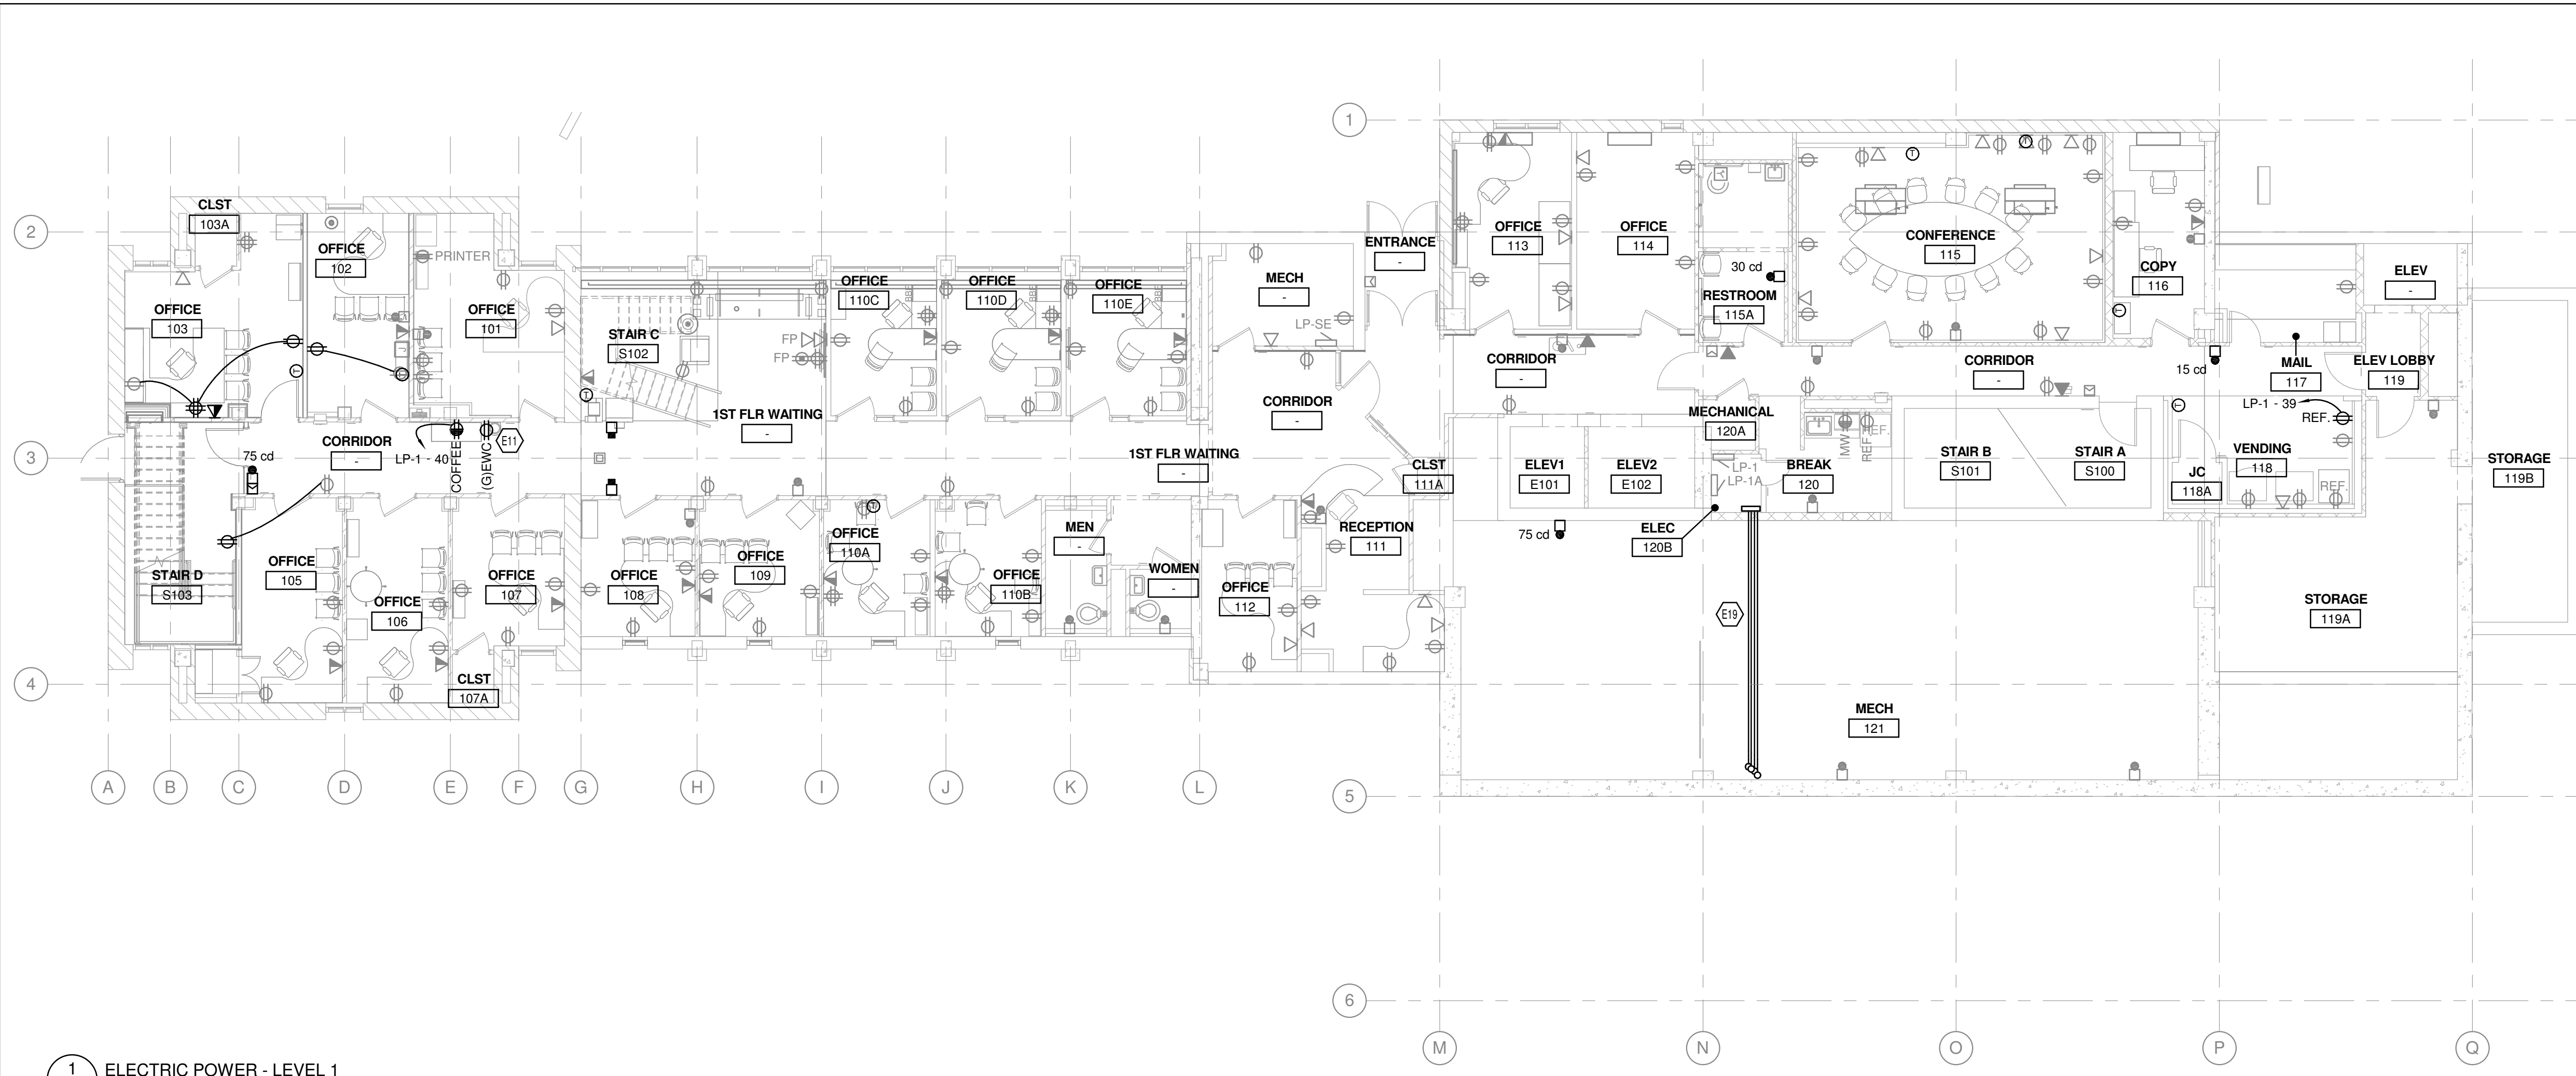 1
CLST
103A
2
OFFICE
102
PRINTER
OFFICE
103
OFFICE
101
STAIR C
S102
FP
FP
OFFICE
110C
OFFICE
110D
OFFICE
110E
MECH
-
LP-SE
ENTRANCE
-
OFFICE
113
OFFICE
114
30 cd
RESTROOM
115A
CONFERENCE
115
COPY
116
ELEV
-
CORRIDOR
-
CORRIDOR
-
15 cd
MAIL
117
ELEV LOBBY
119
1ST FLR WAITING
-
CORRIDOR
-
MECHANICAL
120A
MW
REF.
REF.
LP-1 - 39
REF.
3
75 cd
CORRIDOR
-
LP-1 - 40
COFFEE
(G)EWC
E11
1ST FLR WAITING
-
CLST
111A
ELEV1
E101
ELEV2
E102
LP-1
LP-1A
BREAK
120
STAIR B
S101
STAIR A
S100
JC
118A
VENDING
118
REF.
STORAGE
119B
STAIR D
S103
OFFICE
105
OFFICE
106
OFFICE
107
OFFICE
108
OFFICE
109
OFFICE
110A
OFFICE
110B
MEN
-
WOMEN
-
OFFICE
112
RECEPTION
111
75 cd
ELEC
120B
E19
STORAGE
119A
4
CLST
107A
MECH
121
A
B
C
D
E
F
G
H
I
J
K
L
5
6
M
N
O
P
Q
1
ELECTRIC POWER - LEVEL 1